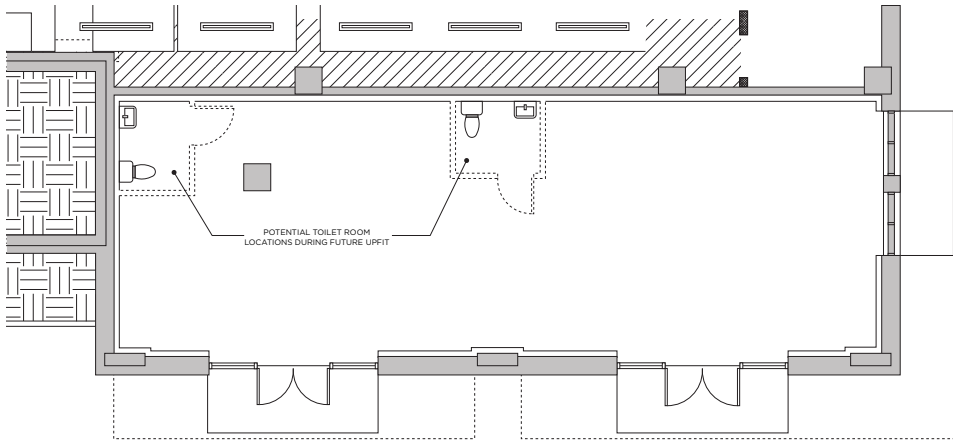 POTENTIAL TOILET ROOM
LOCATIONS DURING FUTURE UPFIT